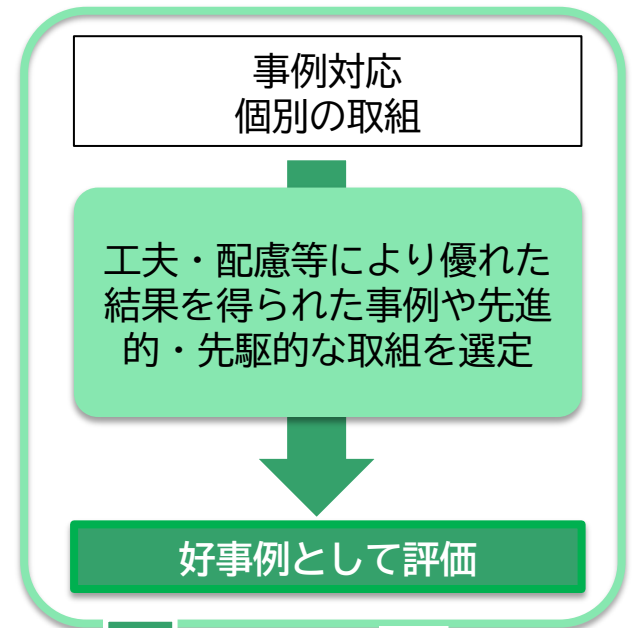 事例対応
個別の取組
工夫・配慮等により優れた
結果を得られた事例や先進
的・先駆的な取組を選定
好事例として評価